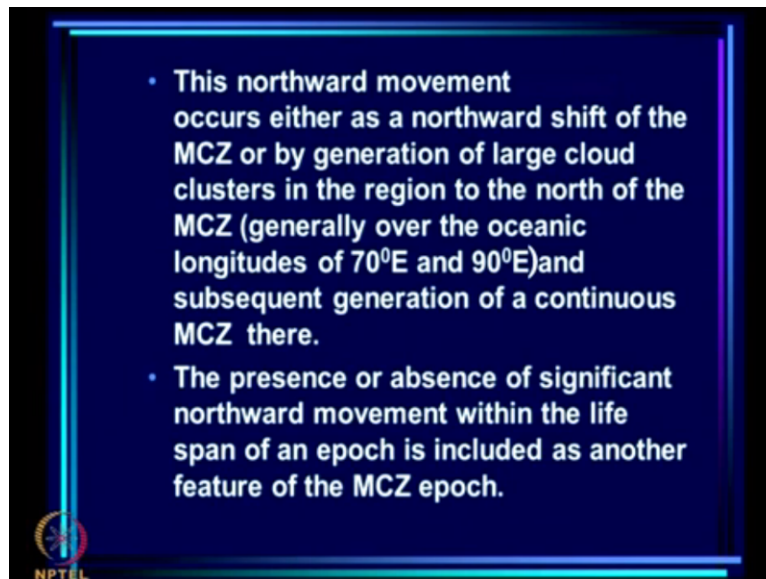 • This northward movement
occurs either as a northward shift of the
MCZ or by generation of large cloud
clusters in the region to the north of the
MCZ (generally over the oceanic
longitudes of 70⁰E and 90⁰E)and
subsequent generation of a continuous
MCZ there.
• The presence or absence of significant
northward movement within the life
span of an epoch is included as another
feature of the MCZ epoch.
NPTEL